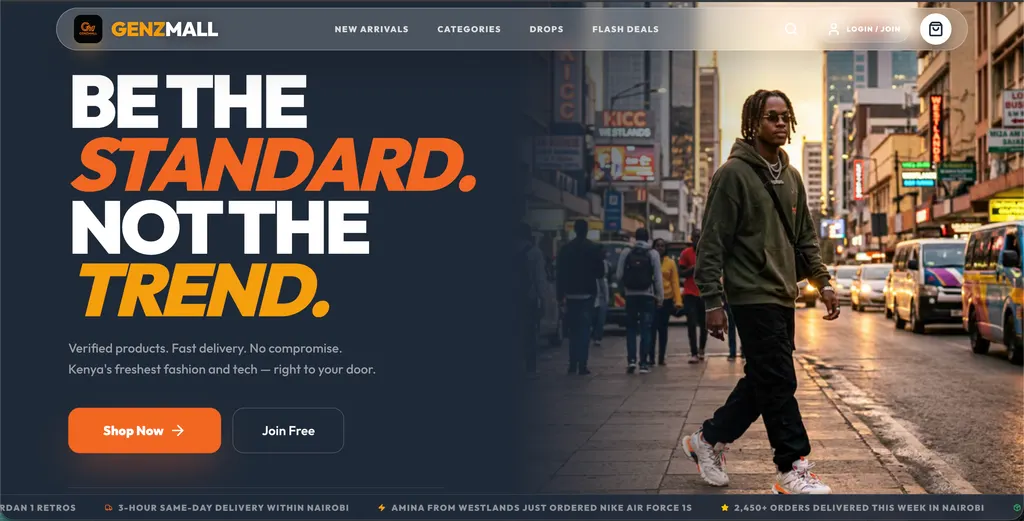 GENZMALL
NEW ARRIVALS
CATEGORIES
DROPS
FLASH DEALS
LOGIN / JOIN
BE THE
STANDARD.
NOT THE
TREND.
Verified products. Fast delivery. No compromise.
Kenya's freshest fashion and tech — right to your door.
Shop Now →
Join Free
KICC
WESTLANDS
RDAN 1 RETROS
3-HOUR SAME-DAY DELIVERY WITHIN NAIROBI
AMINA FROM WESTLANDS JUST ORDERED NIKE AIR FORCE 1S
2,450+ ORDERS DELIVERED THIS WEEK IN NAIROBI